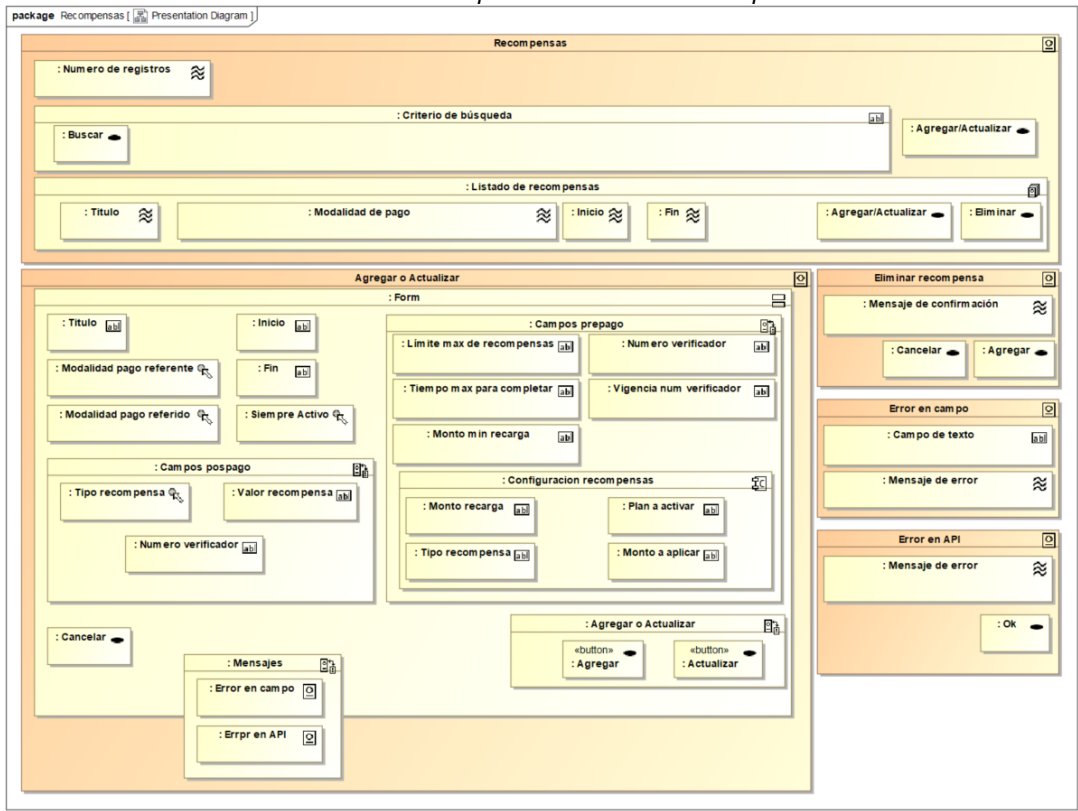 package Recompensas [ Presentation Diagram ]
Recompensas
: Numero de registros
: Criterio de búsqueda
: Buscar
: Agregar/Actualizar
: Listado de recompensas
: Titulo
: Modalidad de pago
: Inicio
: Fin
: Agregar/Actualizar
: Eliminar
Agregar o Actualizar
: Form
: Titulo
: Inicio
: Modalidad pago referente
: Fin
: Modalidad pago referido
: Siempre Activo
: Campos prepago
: Limite max de recompensas
: Numero verificador
: Tiempo max para completar
: Vigencia num verificador
: Monto min recarga
: Configuracion recompensas
: Monto recarga
: Plan a activar
: Tipo recompensa
: Monto a aplicar
: Campos pospago
: Tipo recompensa
: Valor recompensa
: Numero verificador
: Cancelar
: Agregar o Actualizar
«button»
: Agregar
«button»
: Actualizar
: Mensajes
: Error en campo
: Errpr en API
Eliminar recompensa
: Mensaje de confirmación
: Cancelar
: Agregar
Error en campo
: Campo de texto
: Mensaje de error
Error en API
: Mensaje de error
: Ok